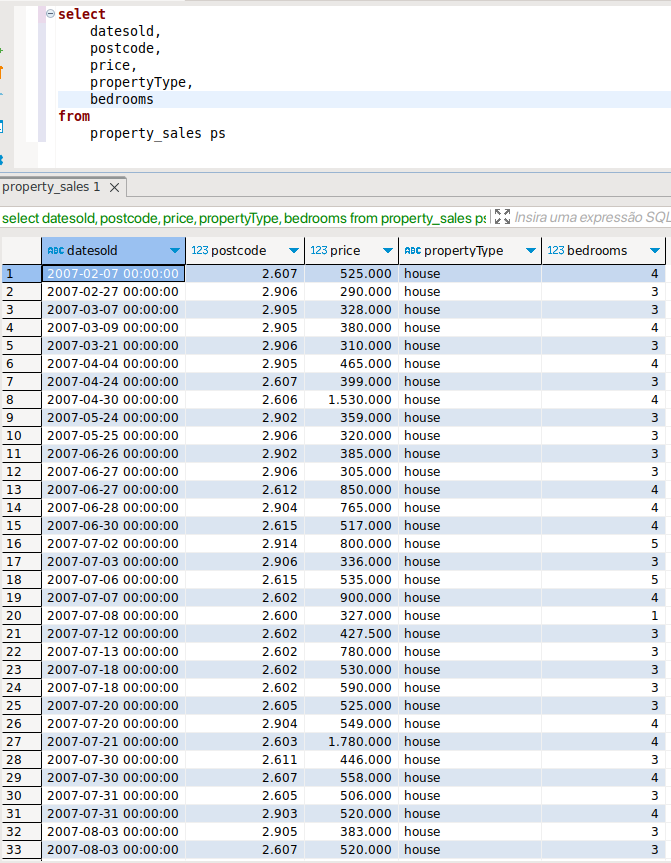 select
datesold,
postcode,
price,
propertyType,
bedrooms
from
property_sales ps
property_sales 1
select datesold, postcode, price, propertyType, bedrooms from property_sales ps Insira uma expressão SQL
ABC datesold 123 postcode 123 price ABC propertyType 123 bedrooms
1 2007-02-07 00:00:00 2.607 525.000 house 4
2 2007-02-27 00:00:00 2.906 290.000 house 3
3 2007-03-07 00:00:00 2.905 328.000 house 3
4 2007-03-09 00:00:00 2.905 380.000 house 4
5 2007-03-21 00:00:00 2.906 310.000 house 3
6 2007-04-04 00:00:00 2.905 465.000 house 4
7 2007-04-24 00:00:00 2.607 399.000 house 3
8 2007-04-30 00:00:00 2.606 1.530.000 house 4
9 2007-05-24 00:00:00 2.902 359.000 house 3
10 2007-05-25 00:00:00 2.906 320.000 house 3
11 2007-06-26 00:00:00 2.902 385.000 house 3
12 2007-06-27 00:00:00 2.906 305.000 house 3
13 2007-06-27 00:00:00 2.612 850.000 house 4
14 2007-06-28 00:00:00 2.904 765.000 house 4
15 2007-06-30 00:00:00 2.615 517.000 house 4
16 2007-07-02 00:00:00 2.914 800.000 house 5
17 2007-07-03 00:00:00 2.906 336.000 house 3
18 2007-07-06 00:00:00 2.615 535.000 house 5
19 2007-07-07 00:00:00 2.602 900.000 house 4
20 2007-07-08 00:00:00 2.600 327.000 house 1
21 2007-07-12 00:00:00 2.602 427.500 house 3
22 2007-07-13 00:00:00 2.602 780.000 house 3
23 2007-07-18 00:00:00 2.602 530.000 house 3
24 2007-07-18 00:00:00 2.602 590.000 house 3
25 2007-07-20 00:00:00 2.605 525.000 house 3
26 2007-07-20 00:00:00 2.904 549.000 house 4
27 2007-07-21 00:00:00 2.603 1.780.000 house 4
28 2007-07-30 00:00:00 2.611 446.000 house 3
29 2007-07-30 00:00:00 2.607 558.000 house 4
30 2007-07-31 00:00:00 2.605 506.000 house 3
31 2007-07-31 00:00:00 2.903 520.000 house 4
32 2007-08-03 00:00:00 2.905 383.000 house 3
33 2007-08-03 00:00:00 2.607 520.000 house 3